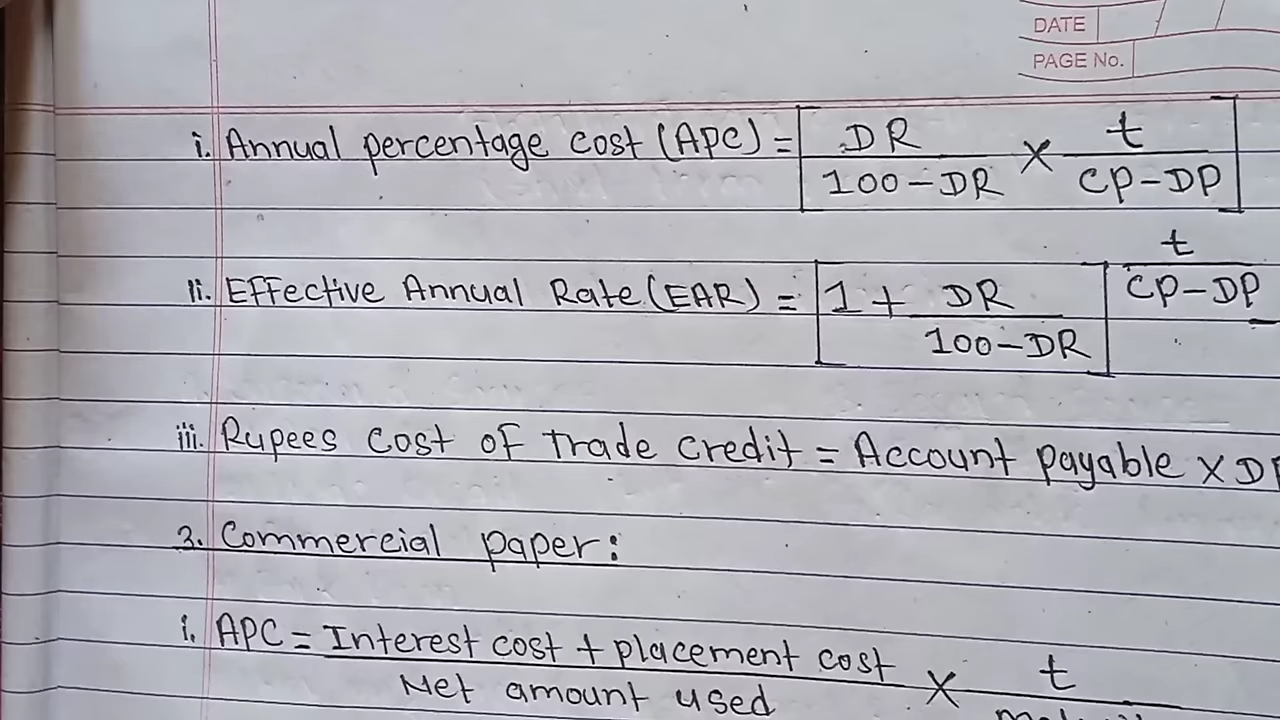 DATE
PAGE No.
i. Annual percentage cost (APC) = [DR / 100 - DR × t / CP - DP]
ii. Effective Annual Rate (EAR) = [1 + DR / 100 - DR] t / CP - DP
iii. Rupees cost of trade credit = Account payable ×
3. Commercial paper:
i. APC = Interest cost + placement cost / Net amount used × t /